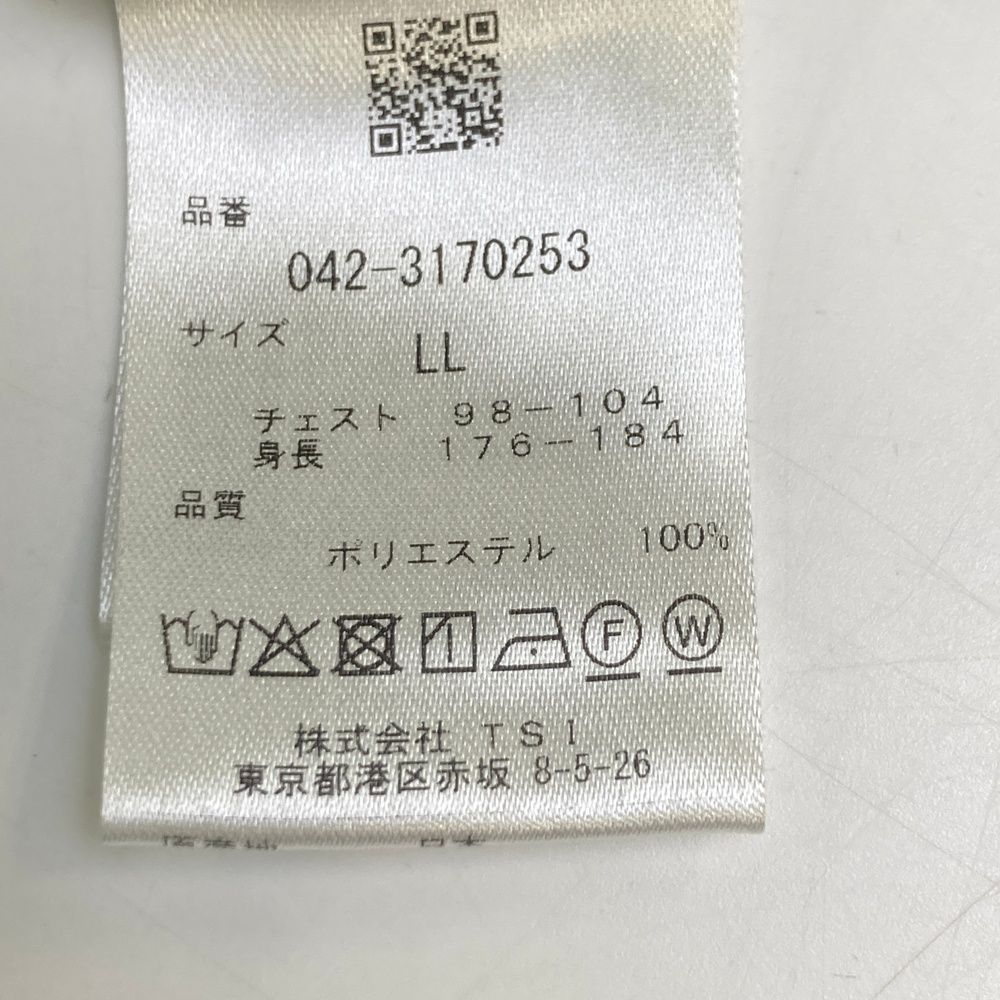 品番
042-3170253
サイズ
LL
チェスト 98-104
身長 176-184
品質
ポリエステル 100%
F W
株式会社 TSI
東京都港区赤坂 8-5-26